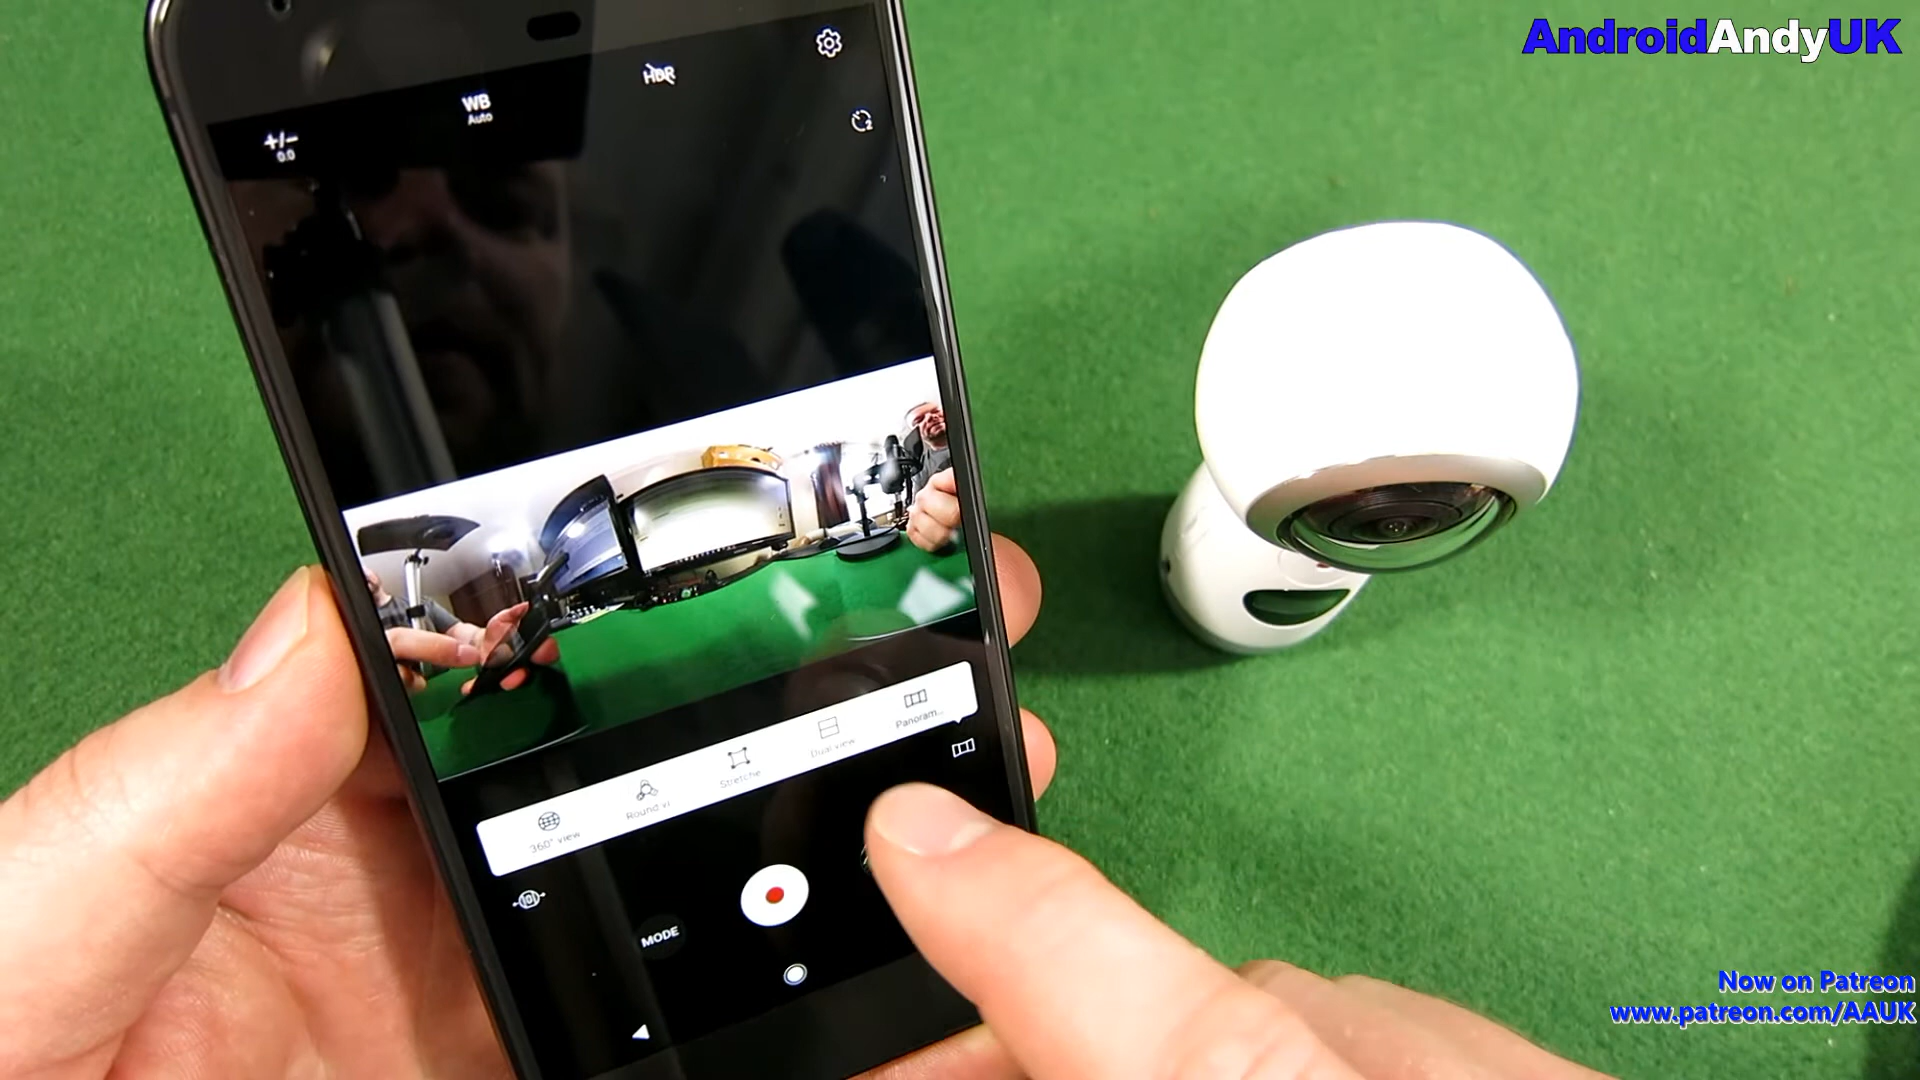 AndroidAndyUK
HDR
WB
Auto
+/-
0.0
2
Panoram...
Dual view
Stretche
Round vi
360° view
MODE
Now on Patreon
www.patreon.com/AAUK